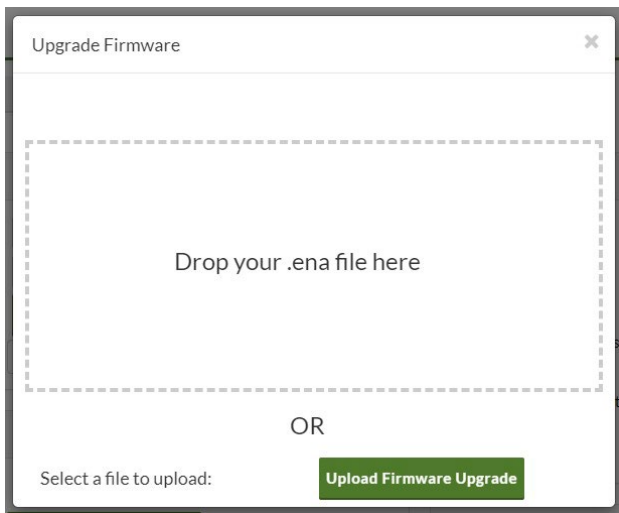 Upgrade Firmware
Drop your .ena file here
OR
Select a file to upload:
Upload Firmware Upgrade